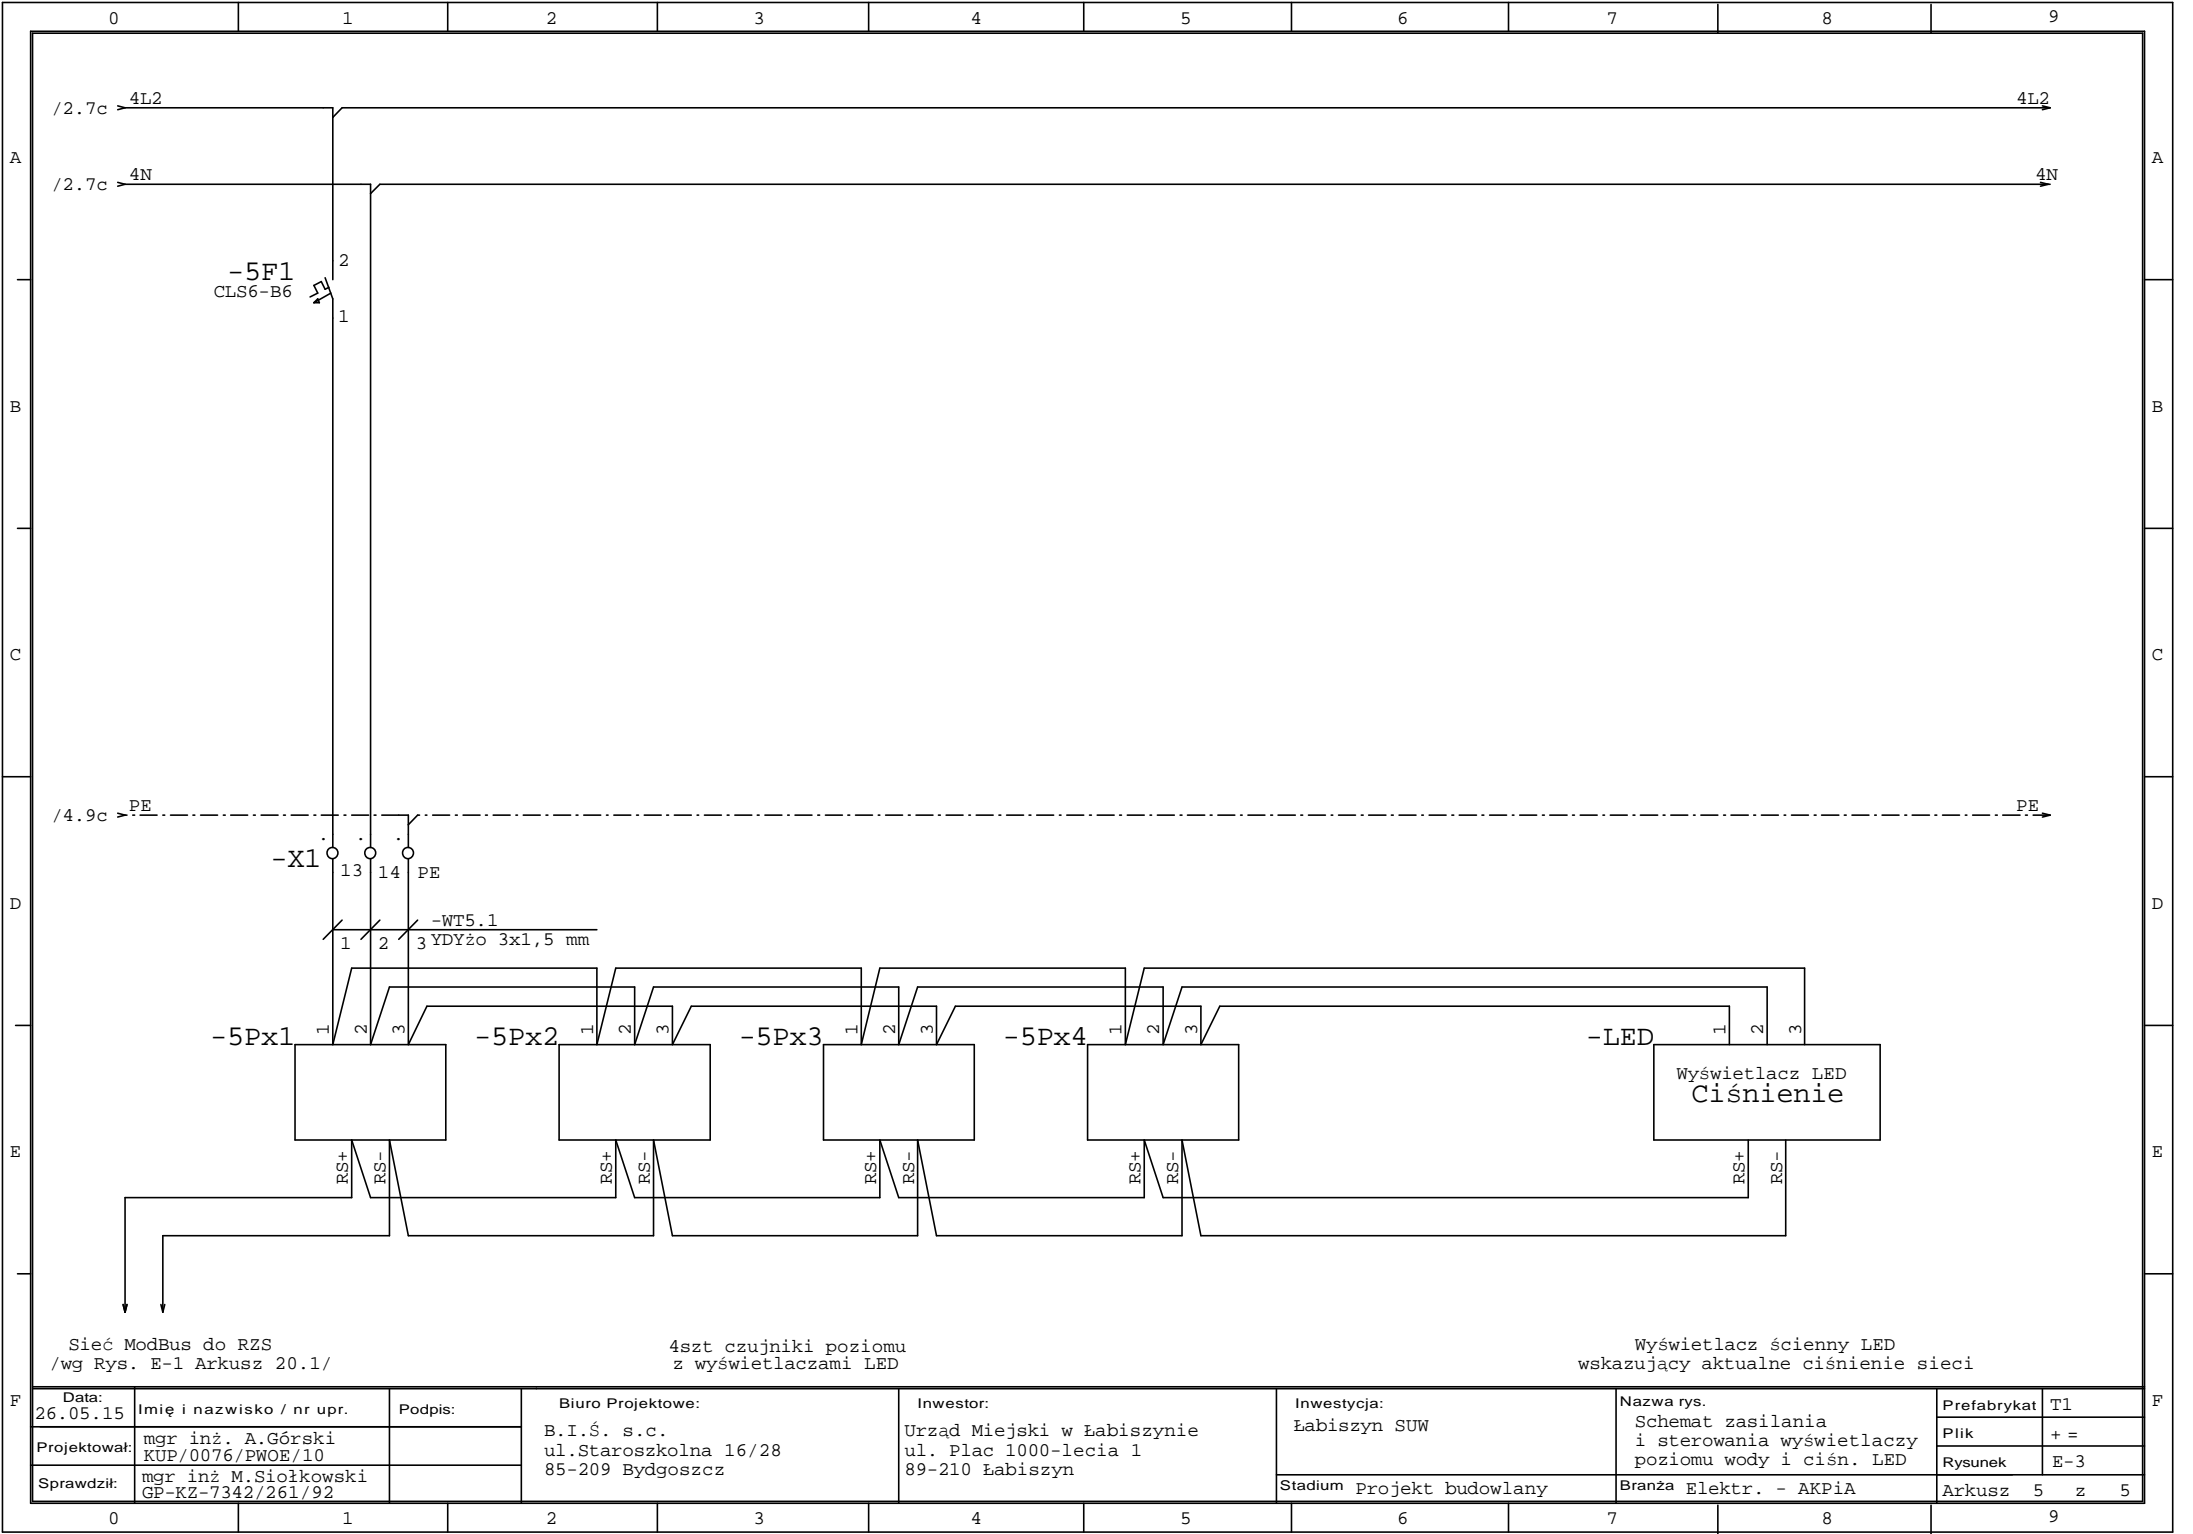 0 1 2 3 4 5 6 7 8 9
/2.7c 4L2 4L2
A A
/2.7c 4N 4N
2
-5F1
CLS6-B6
1
B B
C C
/4.9c PE PE
-X1 13 14 PE
D D
-WT5.1
1 2 3 YDYżo 3x1,5 mm
-5Px1 1 2 3 -5Px2 1 2 3 -5Px3 1 2 3 -5Px4 1 2 3 -LED 1 2 3
Wyświetlacz LED
Ciśnienie
E E
RS+ RS- RS+ RS- RS+ RS- RS+ RS- RS+ RS-
Sieć ModBus do RZS
/wg Rys. E-1 Arkusz 20.1/
4szt czujniki poziomu
z wyświetlaczami LED
Wyświetlacz ścienny LED
wskazujący aktualne ciśnienie sieci
F F
Data:
26.05.15
Imię i nazwisko / nr upr.
Podpis:
Projektował:
mgr inż. A.Górski
KUP/0076/PWOE/10
Sprawdził:
mgr inż M.Siołkowski
GP-KZ-7342/261/92
Biuro Projektowe:
B.I.Ś. s.c.
ul.Staroszkolna 16/28
85-209 Bydgoszcz
Inwestor:
Urząd Miejski w Łabiszynie
ul. Plac 1000-lecia 1
89-210 Łabiszyn
Inwestycja:
Łabiszyn SUW
Stadium Projekt budowlany
Nazwa rys.
Schemat zasilania
i sterowania wyświetlaczy
poziomu wody i ciśn. LED
Branża Elektr. - AKPiA
Prefabrykat T1
Plik + =
Rysunek E-3
Arkusz 5 z 5
0 1 2 3 4 5 6 7 8 9